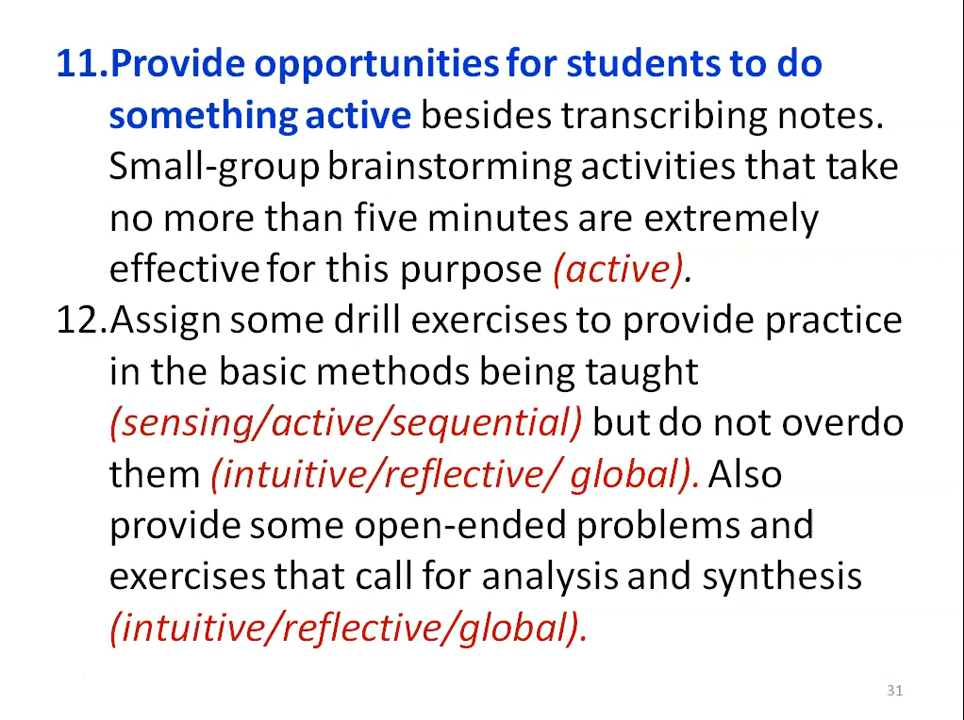 11.Provide opportunities for students to do
something active besides transcribing notes.
Small-group brainstorming activities that take
no more than five minutes are extremely
effective for this purpose (active).
12.Assign some drill exercises to provide practice
in the basic methods being taught
(sensing/active/sequential) but do not overdo
them (intuitive/reflective/ global). Also
provide some open-ended problems and
exercises that call for analysis and synthesis
(intuitive/reflective/global).
31